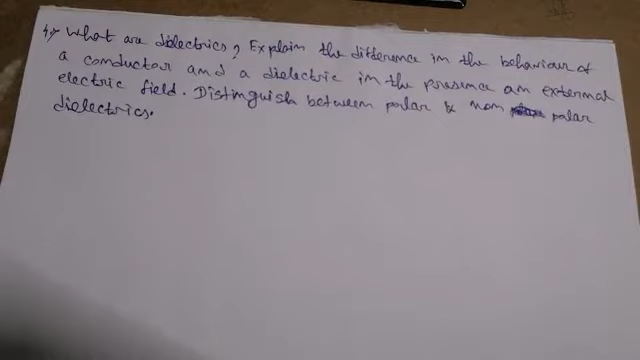 4) What are dielectrics? Explain the difference in the behaviour of
a conductor and a dielectric in the presence an external
electric field. Distinguish between polar & non polar
dielectrics.